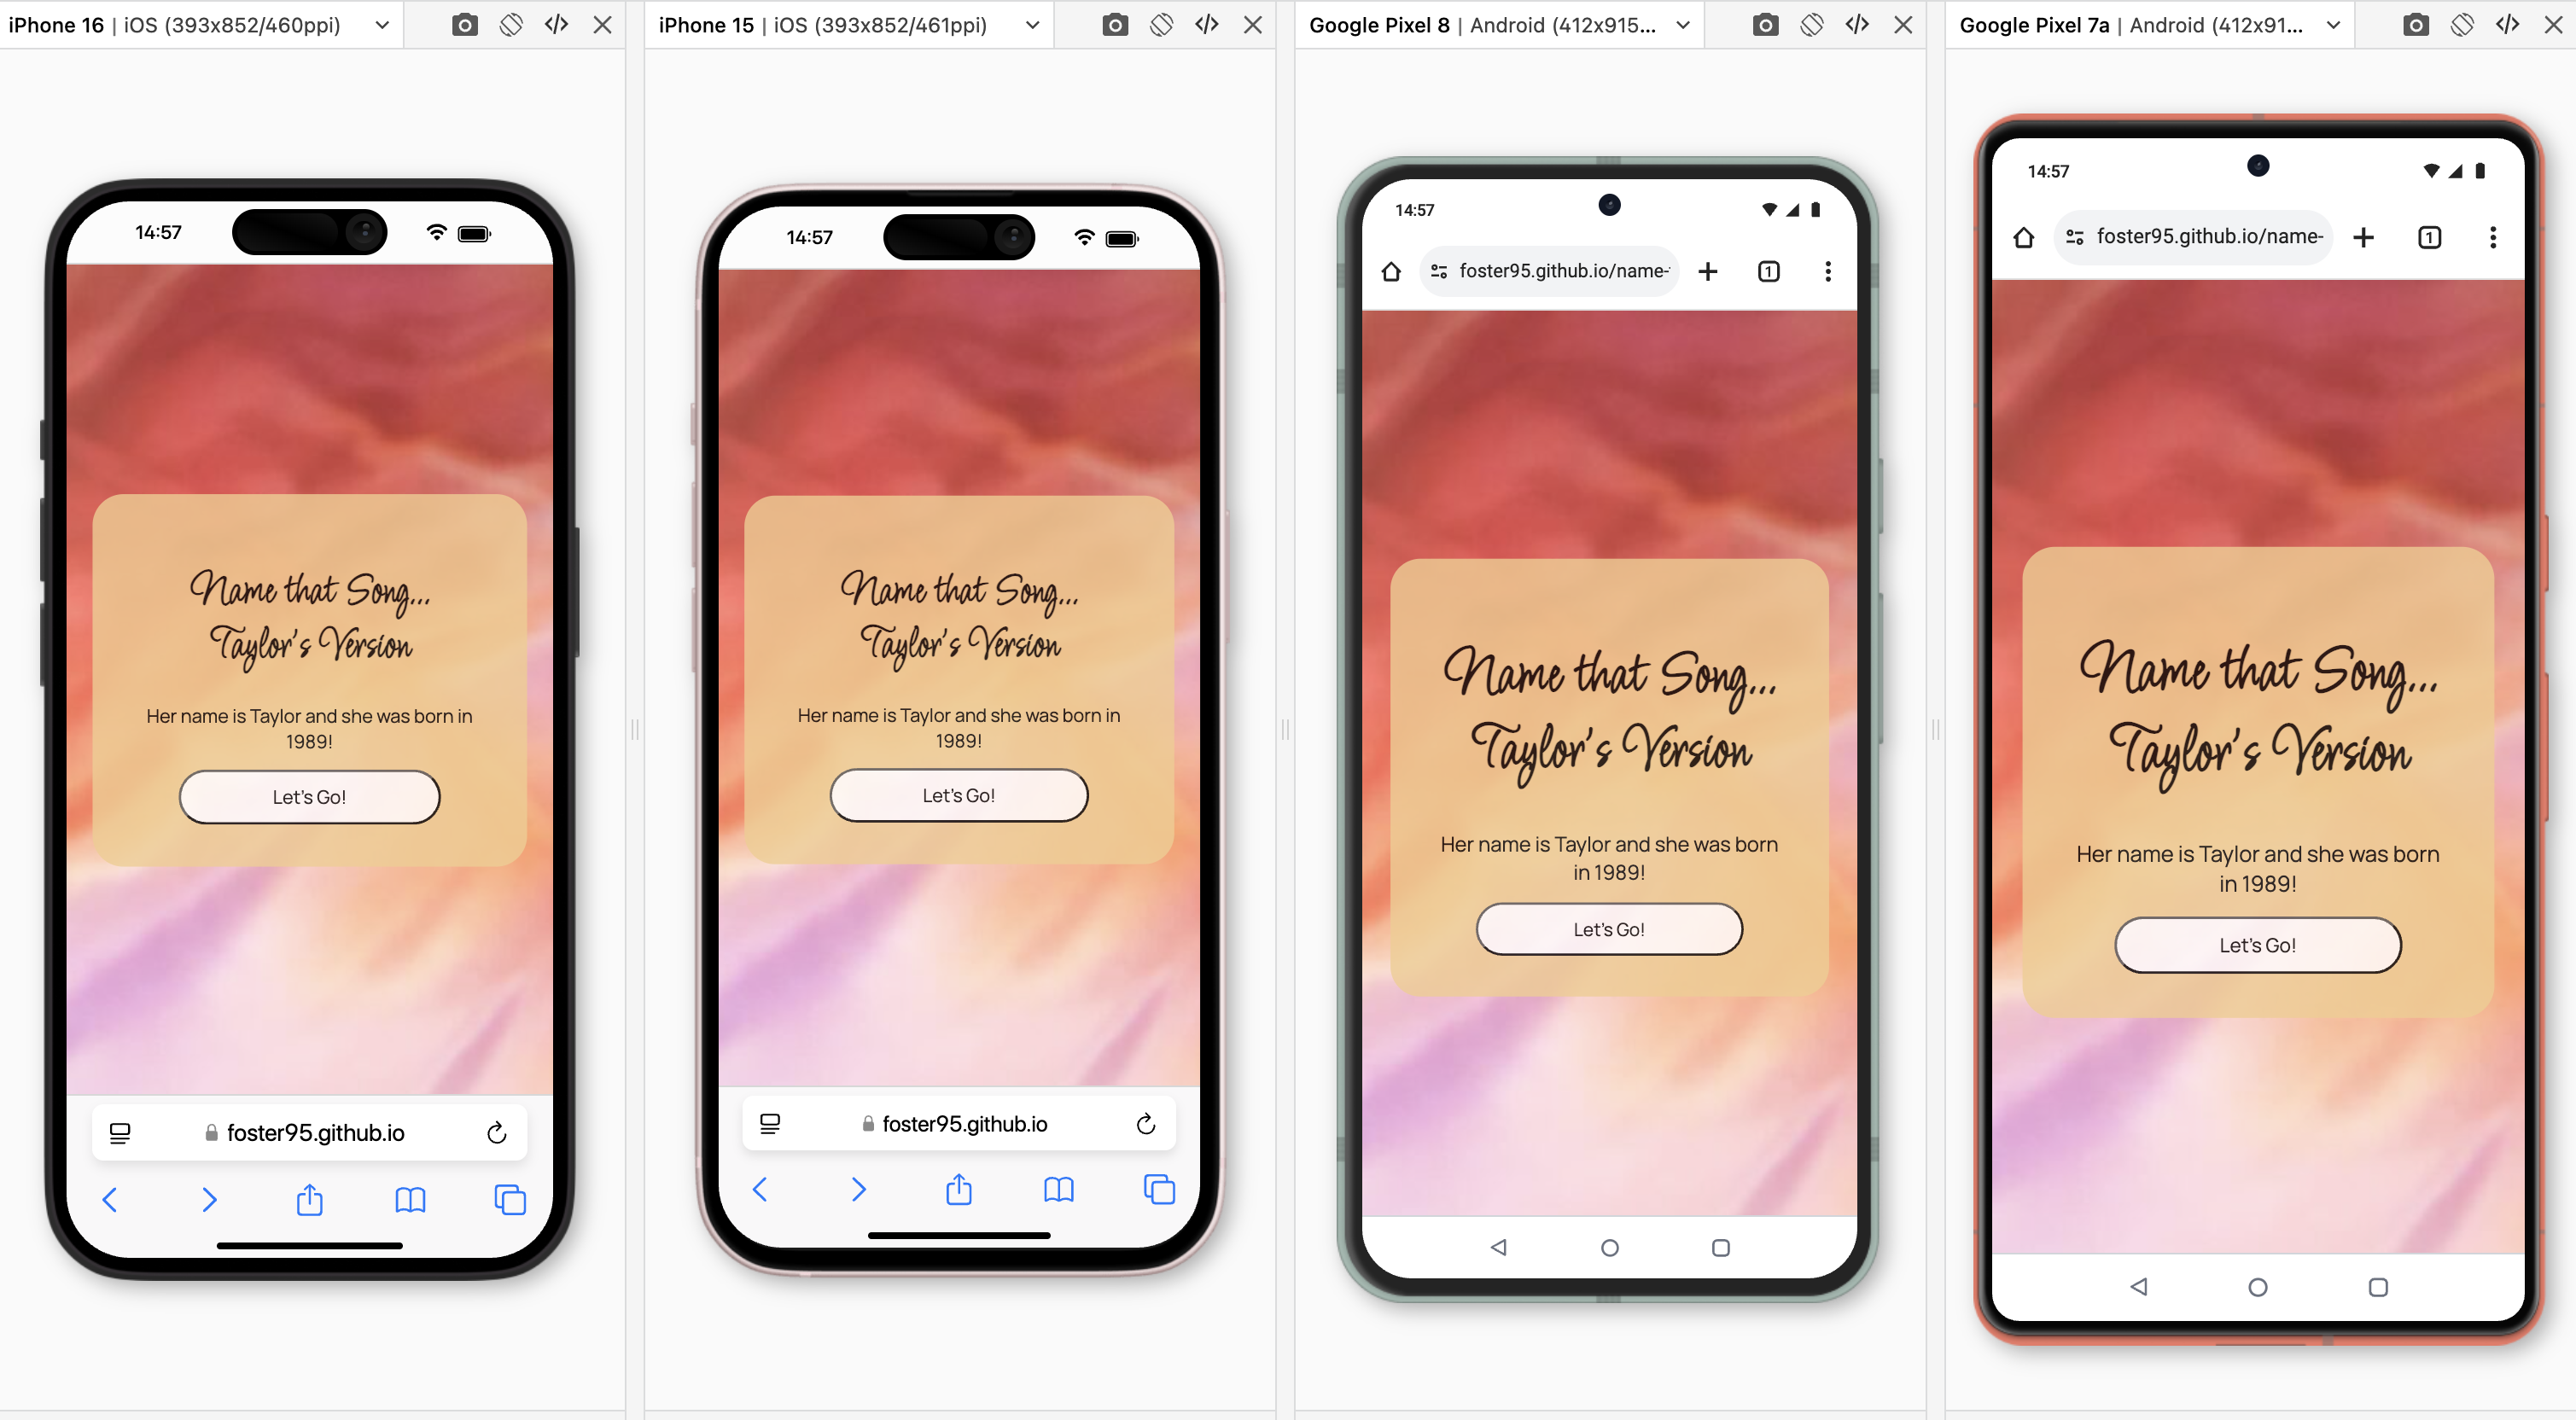 iPhone 16 | iOS (393x852/460ppi)
14:57
Name that Song...
Taylor's Version
Her name is Taylor and she was born in
1989!
Let's Go!
foster95.github.io
iPhone 15 | iOS (393x852/461ppi)
14:57
Name that Song...
Taylor's Version
Her name is Taylor and she was born in
1989!
Let's Go!
foster95.github.io
Google Pixel 8 | Android (412x915...
14:57
foster95.github.io/name-
1
Name that Song...
Taylor's Version
Her name is Taylor and she was born
in 1989!
Let's Go!
Google Pixel 7a | Android (412x91...
14:57
foster95.github.io/name-
1
Name that Song...
Taylor's Version
Her name is Taylor and she was born
in 1989!
Let's Go!